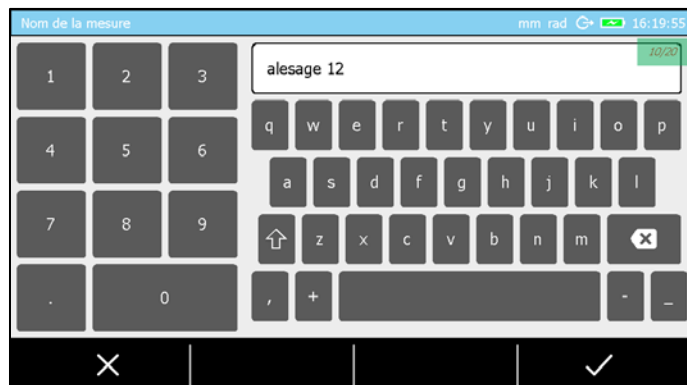 Nom de la mesure mm rad 16:19:55
10/20
alesage 12
1 2 3
4 5 6
7 8 9
. 0
q w e r t y u i o p
a s d f g h j k l
z x c v b n m
, + - _